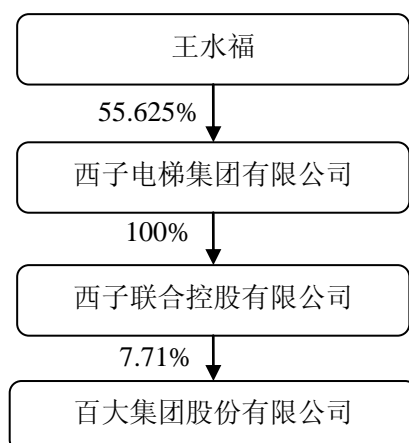 王水福
55.625%
西子电梯集团有限公司
100%
西子联合控股有限公司
7.71%
百大集团股份有限公司